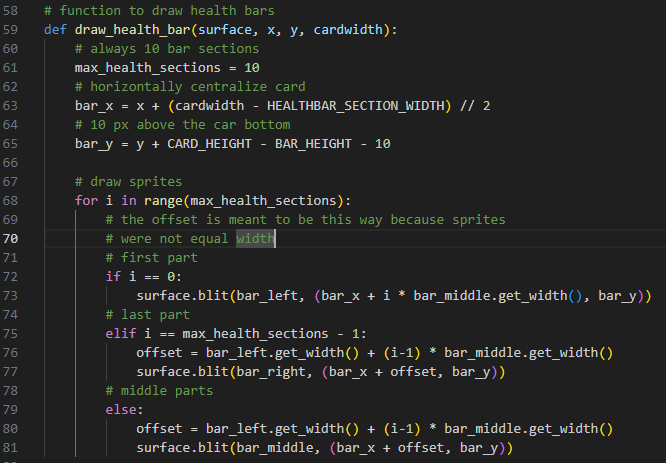 58 # function to draw health bars
59 def draw_health_bar(surface, x, y, cardwidth):
60     # always 10 bar sections
61     max_health_sections = 10
62     # horizontally centralize card
63     bar_x = x + (cardwidth - HEALTHBAR_SECTION_WIDTH) // 2
64     # 10 px above the car bottom
65     bar_y = y + CARD_HEIGHT - BAR_HEIGHT - 10
66
67     # draw sprites
68     for i in range(max_health_sections):
69         # the offset is meant to be this way because sprites
70         # were not equal width
71         # first part
72         if i == 0:
73             surface.blit(bar_left, (bar_x + i * bar_middle.get_width(), bar_y))
74         # last part
75         elif i == max_health_sections - 1:
76             offset = bar_left.get_width() + (i-1) * bar_middle.get_width()
77             surface.blit(bar_right, (bar_x + offset, bar_y))
78         # middle parts
79         else:
80             offset = bar_left.get_width() + (i-1) * bar_middle.get_width()
81             surface.blit(bar_middle, (bar_x + offset, bar_y))